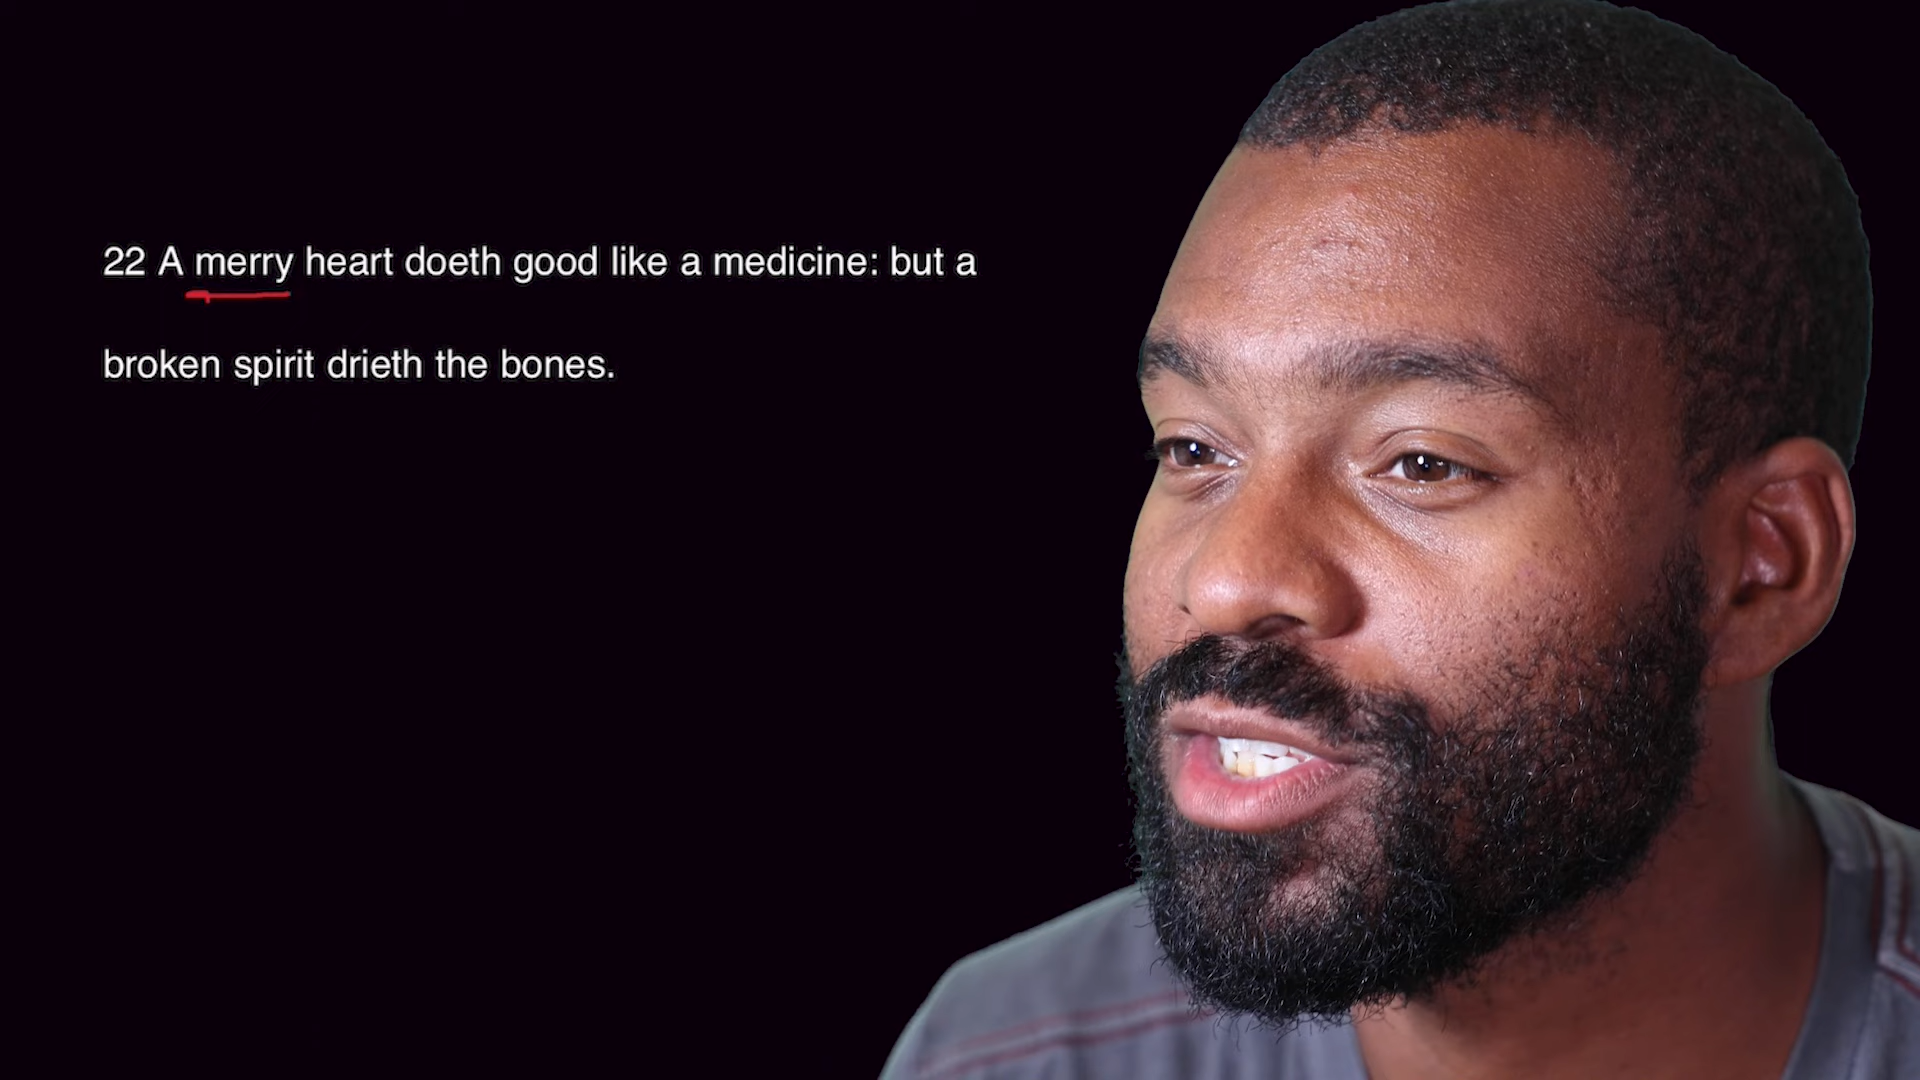 22 A merry heart doeth good like a medicine: but a
broken spirit drieth the bones.